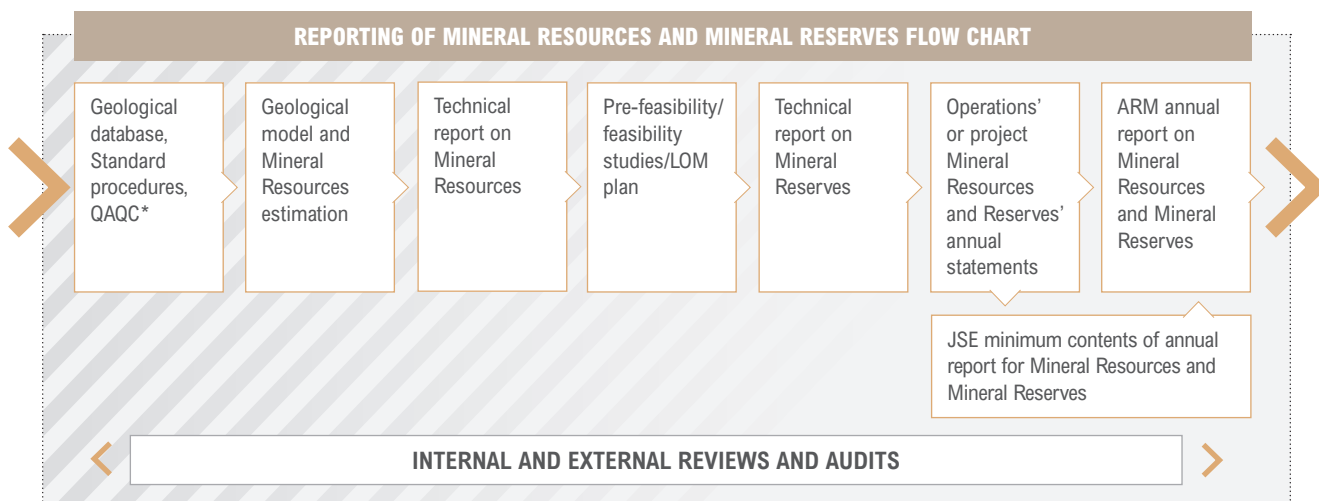 REPORTING OF MINERAL RESOURCES AND MINERAL RESERVES FLOW CHART
Geological
database,
Standard
procedures,
QAQC*
Geological
model and
Mineral
Resources
estimation
Technical
report on
Mineral
Resources
Pre-feasibility/
feasibility
studies/LOM
plan
Technical
report on
Mineral
Reserves
Operations’
or project
Mineral
Resources
and Reserves’
annual
statements
ARM annual
report on
Mineral
Resources
and Mineral
Reserves
JSE minimum contents of annual
report for Mineral Resources and
Mineral Reserves
INTERNAL AND EXTERNAL REVIEWS AND AUDITS